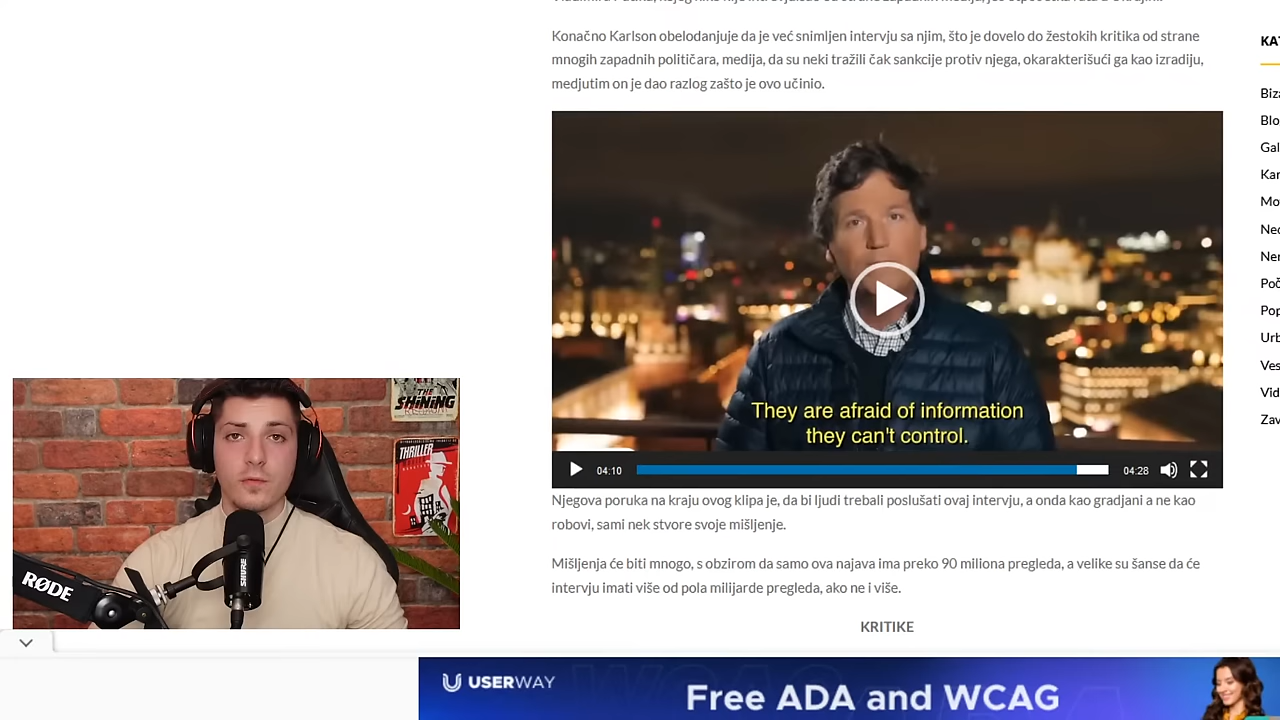 Konačno Karlson obelodanjuje da je već snimljen intervju sa njim, što je dovelo do žestokih kritika od strane
mnogih zapadnih političara, medija, da su neki tražili čak sankcije protiv njega, okarakterišući ga kao izradiju,
medjutim on je dao razlog zašto je ovo učinio.
They are afraid of information
they can't control.
04:10
04:28
Njegova poruka na kraju ovog klipa je, da bi ljudi trebali poslušati ovaj intervju, a onda kao gradjani a ne kao
robovi, sami nek stvore svoje mišljenje.
Mišljenja će biti mnogo, s obzirom da samo ova najava ima preko 90 miliona pregleda, a velike su šanse da će
intervju imati više od pola milijarde pregleda, ako ne i više.
KRITIKE
KA
Biz
Blo
Gal
Kar
Mo
Ned
Ner
Poč
Pop
Urb
Ves
Vid
Zav
THE
SHINING
THRILLER
RØDE
SHURE
USERWAY
Free ADA and WCAG